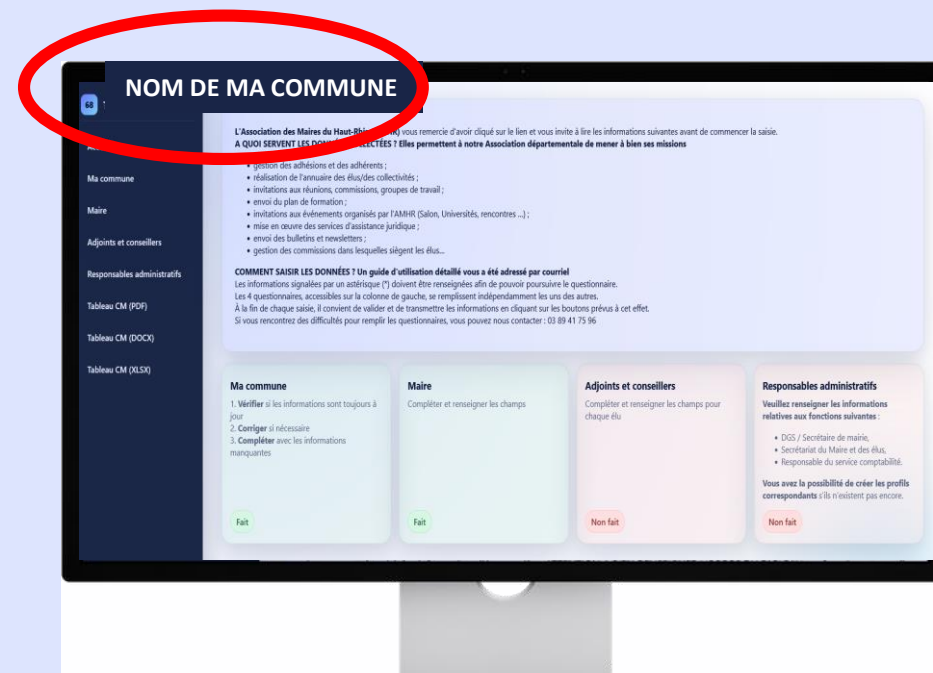 NOM DE MA COMMUNE
68
Ma commune
Maire
Adjoints et conseillers
Responsables administratifs
Tableau CM (PDF)
Tableau CM (DOCX)
Tableau CM (XLSX)
L'Association des Maires du Haut-Rhin vous remercie d'avoir cliqué sur le lien et vous invite à lire les informations suivantes avant de commencer la saisie.
A QUOI SERVENT LES DONNÉES COLLECTÉES ? Elles permettent à notre Association départementale de mener à bien ses missions
• gestion des adhésions et des adhérents ;
• réalisation de l'annuaire des élus/des collectivités ;
• invitations aux réunions, commissions, groupes de travail ;
• envoi du plan de formation ;
• invitations aux événements organisés par l'AMHR (Salon, Universités, rencontres ...) ;
• mise en œuvre des services d'assistance juridique ;
• envoi des bulletins et newsletters ;
• gestion des commissions dans lesquelles siègent les élus...
COMMENT SAISIR LES DONNÉES ? Un guide d'utilisation détaillé vous a été adressé par courriel
Les informations signalées par un astérisque (*) doivent être renseignées afin de pouvoir poursuivre le questionnaire.
Les 4 questionnaires, accessibles sur la colonne de gauche, se remplissent indépendamment les uns des autres.
À la fin de chaque saisie, il convient de valider et de transmettre les informations en cliquant sur les boutons prévus à cet effet.
Si vous rencontrez des difficultés pour remplir les questionnaires, vous pouvez nous contacter : 03 89 41 75 96
Ma commune
1. Vérifier si les informations sont toujours à
jour
2. Corriger si nécessaire
3. Compléter avec les informations
manquantes
Fait
Maire
Compléter et renseigner les champs
Fait
Adjoints et conseillers
Compléter et renseigner les champs pour
chaque élu
Non fait
Responsables administratifs
Veuillez renseigner les informations
relatives aux fonctions suivantes :
• DGS / Secrétaire de mairie,
• Secrétariat du Maire et des élus,
• Responsable du service comptabilité.
Vous avez la possibilité de créer les profils
correspondants s'ils n'existent pas encore.
Non fait